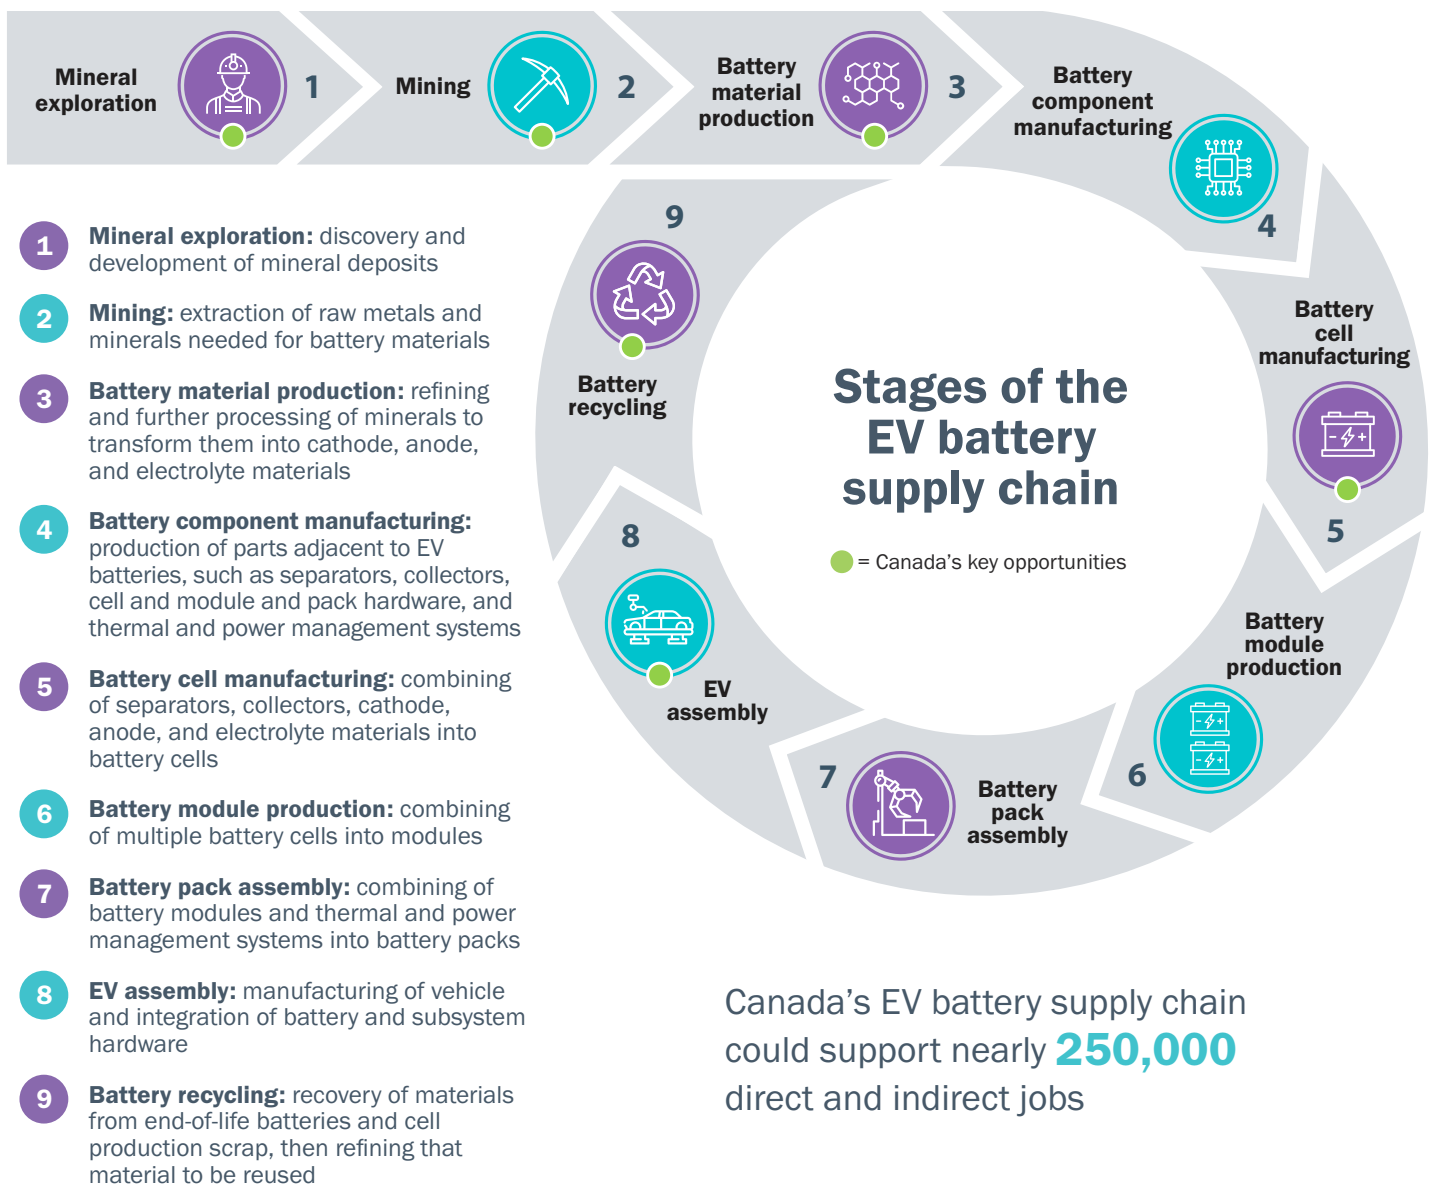 Mineral
exploration
1
Mining
2
Battery
material
production
3
Battery
component
manufacturing
4
Battery
cell
manufacturing
5
Battery
module
production
6
Battery
pack
assembly
7
EV
assembly
8
Battery
recycling
9
Stages of the
EV battery
supply chain
= Canada's key opportunities
1 Mineral exploration: discovery and
development of mineral deposits
2 Mining: extraction of raw metals and
minerals needed for battery materials
3 Battery material production: refining
and further processing of minerals to
transform them into cathode, anode,
and electrolyte materials
4 Battery component manufacturing:
production of parts adjacent to EV
batteries, such as separators, collectors,
cell and module and pack hardware, and
thermal and power management systems
5 Battery cell manufacturing: combining
of separators, collectors, cathode,
anode, and electrolyte materials into
battery cells
6 Battery module production: combining
of multiple battery cells into modules
7 Battery pack assembly: combining of
battery modules and thermal and power
management systems into battery packs
8 EV assembly: manufacturing of vehicle
and integration of battery and subsystem
hardware
9 Battery recycling: recovery of materials
from end-of-life batteries and cell
production scrap, then refining that
material to be reused
Canada's EV battery supply chain
could support nearly 250,000
direct and indirect jobs